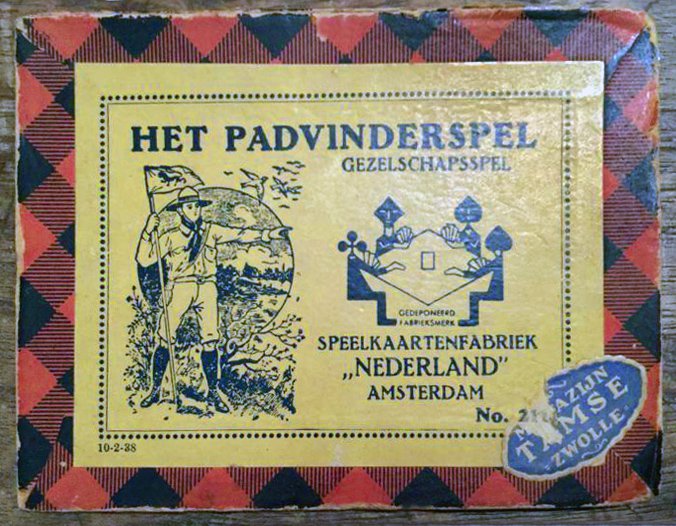 HET PADVINDERSPEL
GEZELSCHAPSSPEL
GEDEPONEERD
FABRIEKSMERK
SPEELKAARTENFABRIEK
„NEDERLAND"
AMSTERDAM
No.
10-2-38
TAMSE
ZWOLLE